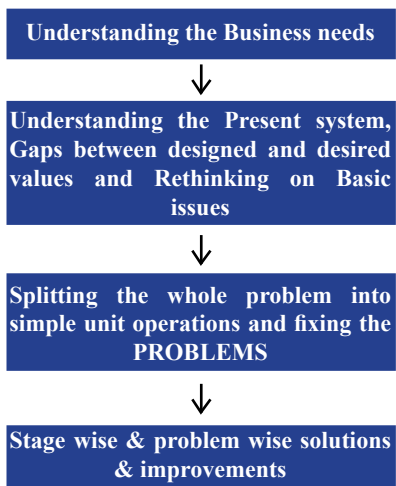 Understanding the Business needs
Understanding the Present system,
Gaps between designed and desired
values and Rethinking on Basic
issues
Splitting the whole problem into
simple unit operations and fixing the
PROBLEMS
Stage wise & problem wise solutions
& improvements